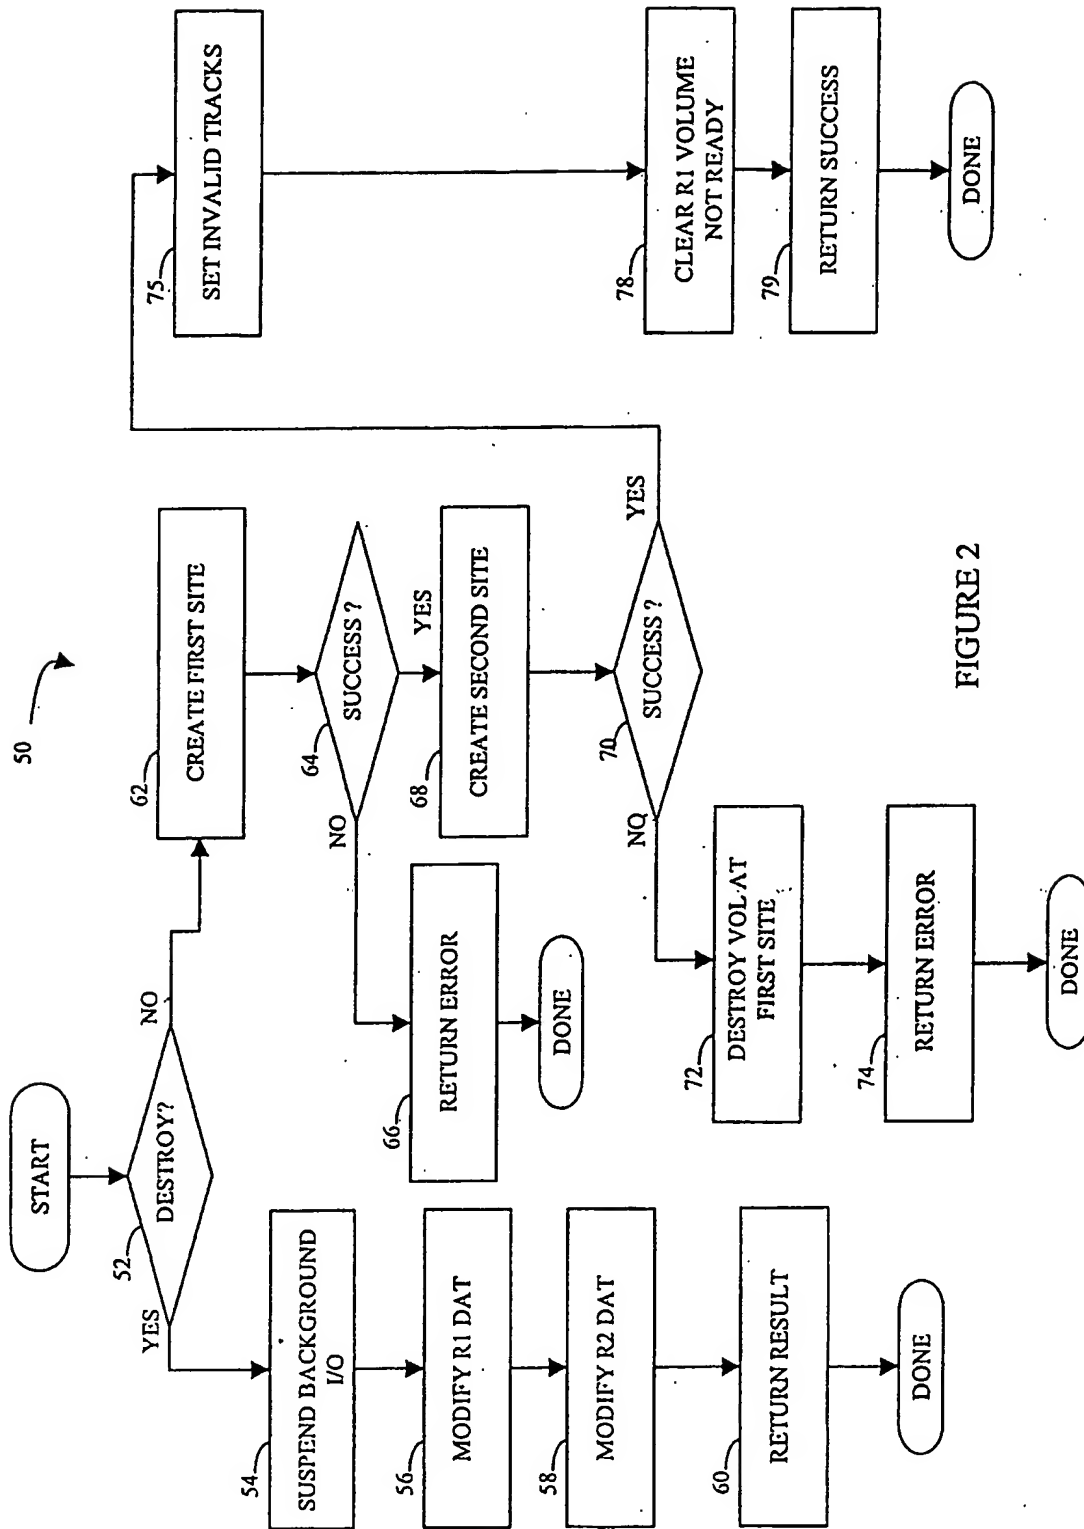 50
START
52
DESTROY?
YES
NO
54
SUSPEND BACKGROUND
I/O
56
MODIFY R1 DAT
58
MODIFY R2 DAT
60
RETURN RESULT
DONE
62
CREATE FIRST SITE
64
SUCCESS ?
NO
YES
66
RETURN ERROR
DONE
68
CREATE SECOND SITE
70
SUCCESS ?
NO
YES
72
DESTROY VOL AT
FIRST SITE
74
RETURN ERROR
DONE
75
SET INVALID TRACKS
78
CLEAR R1 VOLUME
NOT READY
79
RETURN SUCCESS
DONE
FIGURE 2